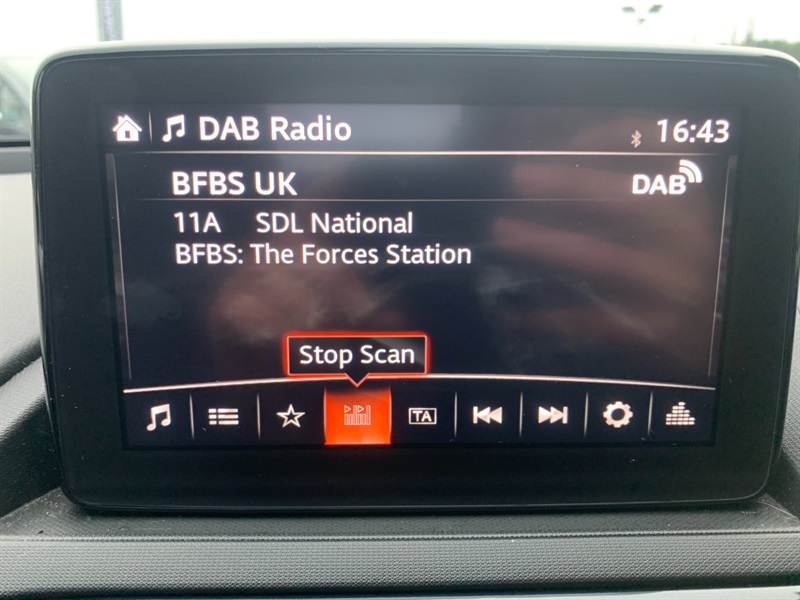 DAB Radio 16:43
BFBS UK DAB
11A SDL National
BFBS: The Forces Station
Stop Scan
TA